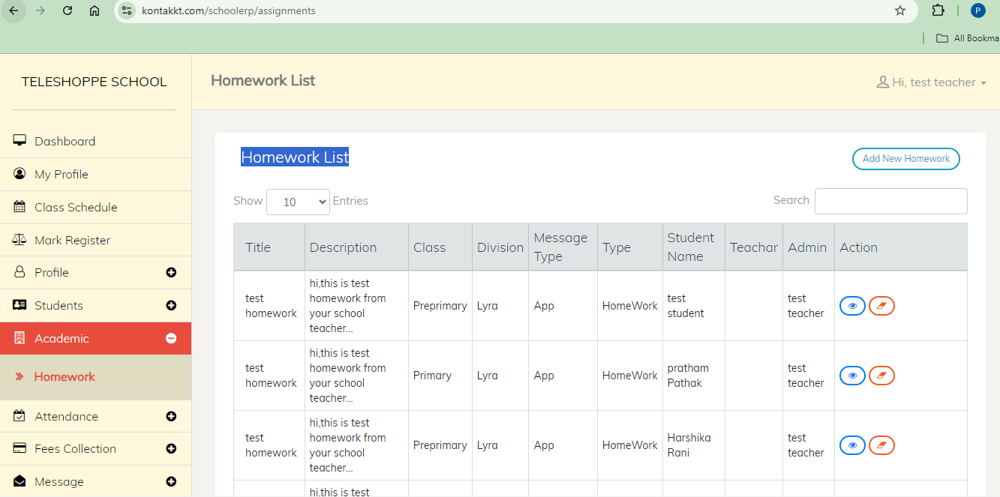 kontakkt.com/schoolerp/assignments
P
All Bookma
TELESHOPPE SCHOOL
Homework List
Hi, test teacher
Dashboard
My Profile
Class Schedule
Mark Register
Profile
Students
Academic
Homework
Attendance
Fees Collection
Message
Homework List
Add New Homework
Show 10 Entries
Search
Title Description Class Division Message Type Type Student Name Teachar Admin Action
test homework hi,this is test homework from your school teacher... Preprimary Lyra App HomeWork test student test teacher
test homework hi,this is test homework from your school teacher... Primary Lyra App HomeWork pratham Pathak test teacher
test homework hi,this is test homework from your school teacher... Preprimary Lyra App HomeWork Harshika Rani test teacher
hi,this is test